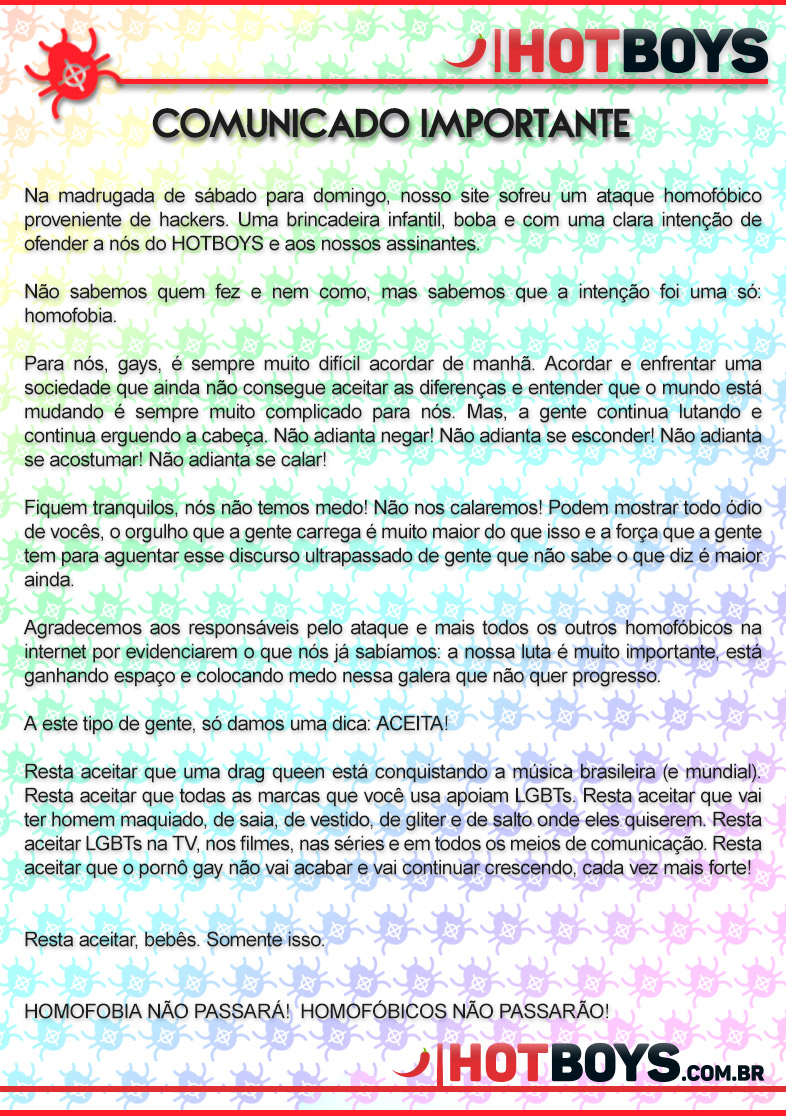 HOTBOYS
COMUNICADO IMPORTANTE
Na madrugada de sábado para domingo, nosso site sofreu um ataque homofóbico
proveniente de hackers. Uma brincadeira infantil, boba e com uma clara intenção de
ofender a nós do HOTBOYS e aos nossos assinantes.
Não sabemos quem fez e nem como, mas sabemos que a intenção foi uma só:
homofobia.
Para nós, gays, é sempre muito difícil acordar de manhã. Acordar e enfrentar uma
sociedade que ainda não consegue aceitar as diferenças e entender que o mundo está
mudando é sempre muito complicado para nós. Mas, a gente continua lutando e
continua erguendo a cabeça. Não adianta negar! Não adianta se esconder! Não adianta
se acostumar! Não adianta se calar!
Fiquem tranquilos, nós não temos medo! Não nos calaremos! Podem mostrar todo ódio
de vocês, o orgulho que a gente carrega é muito maior do que isso e a força que a gente
tem para aguentar esse discurso ultrapassado de gente que não sabe o que diz é maior
ainda.
Agradecemos aos responsáveis pelo ataque e mais todos os outros homofóbicos na
internet por evidenciarem o que nós já sabíamos: a nossa luta é muito importante, está
ganhando espaço e colocando medo nessa galera que não quer progresso.
A este tipo de gente, só damos uma dica: ACEITA!
Resta aceitar que uma drag queen está conquistando a música brasileira (e mundial).
Resta aceitar que todas as marcas que você usa apoiam LGBTs. Resta aceitar que vai
ter homem maquiado, de saia, de vestido, de gliter e de salto onde eles quiserem. Resta
aceitar LGBTs na TV, nos filmes, nas séries e em todos os meios de comunicação. Resta
aceitar que o pornô gay não vai acabar e vai continuar crescendo, cada vez mais forte!
Resta aceitar, bebês. Somente isso.
HOMOFOBIA NÃO PASSARÁ! HOMOFÓBICOS NÃO PASSARÃO!
HOTBOYS.COM.BR